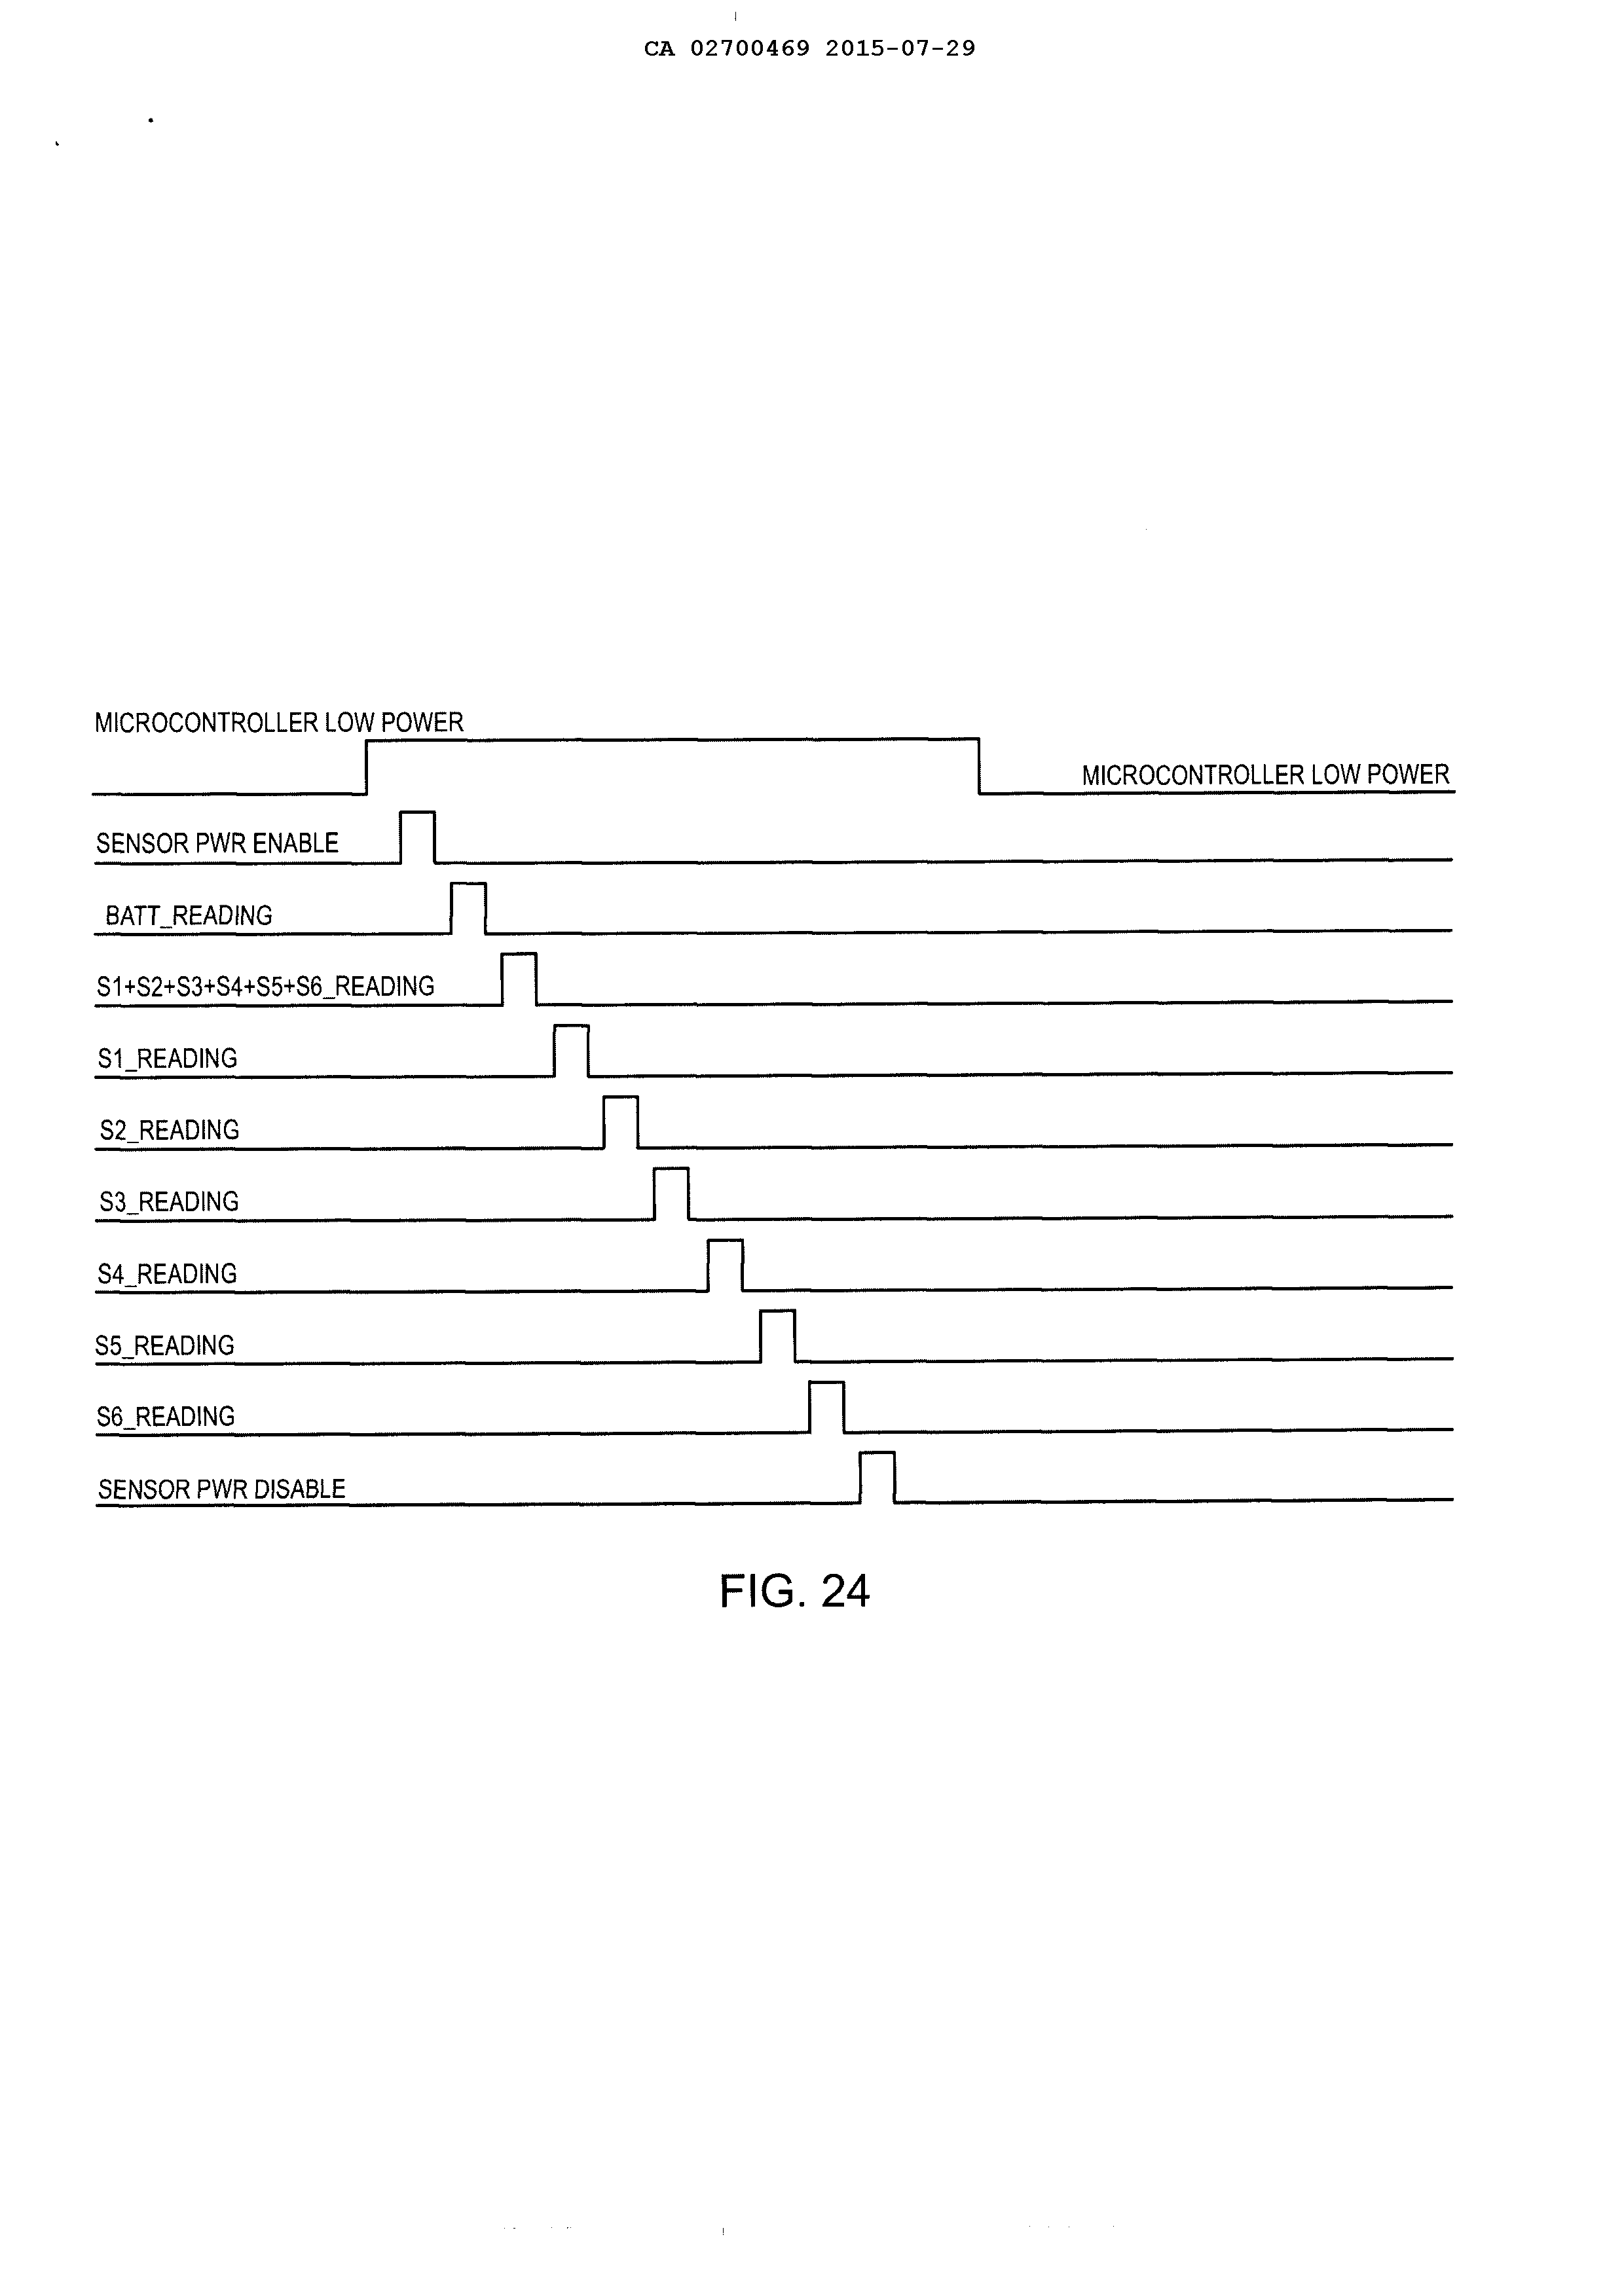 CA 02700469 2015-07-29
MICROCONTROLLER LOW POWER
MICROCONTROLLER LOW POWER
SENSOR PWR ENABLE
BATT_READING
S1+S2+S3+S4+S5+S6_READING
S1_READING
S2_READING
S3_READING
S4_READING
S5_READING
S6_READING
SENSOR PWR DISABLE
FIG. 24